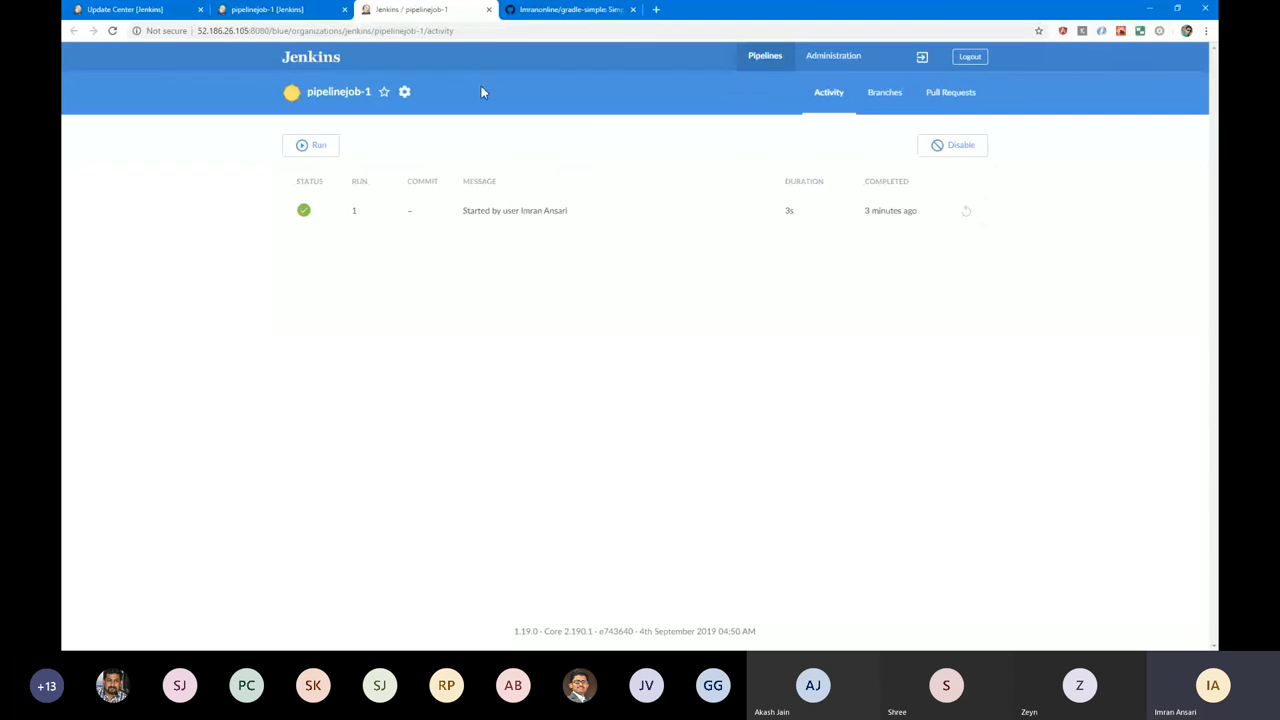 Update Center [Jenkins]
pipelinejob-1 [Jenkins]
Jenkins / pipelinejob-1
Imranonline/gradle-simple: Sim
Not secure
52.186.26.105:8080/blue/organizations/jenkins/pipelinejob-1/activity
Jenkins
Pipelines
Administration
Logout
pipelinejob-1
Activity
Branches
Pull Requests
Run
Disable
STATUS RUN COMMIT MESSAGE DURATION COMPLETED
1 – Started by user Imran Ansari 3s 3 minutes ago
1.19.0 - Core 2.190.1 - e743640 - 4th September 2019 04:50 AM
+13
SJ
PC
SK
SJ
RP
AB
JV
GG
AJ
S
Z
IA
Akash Jain
Shree
Zeyn
Imran Ansari